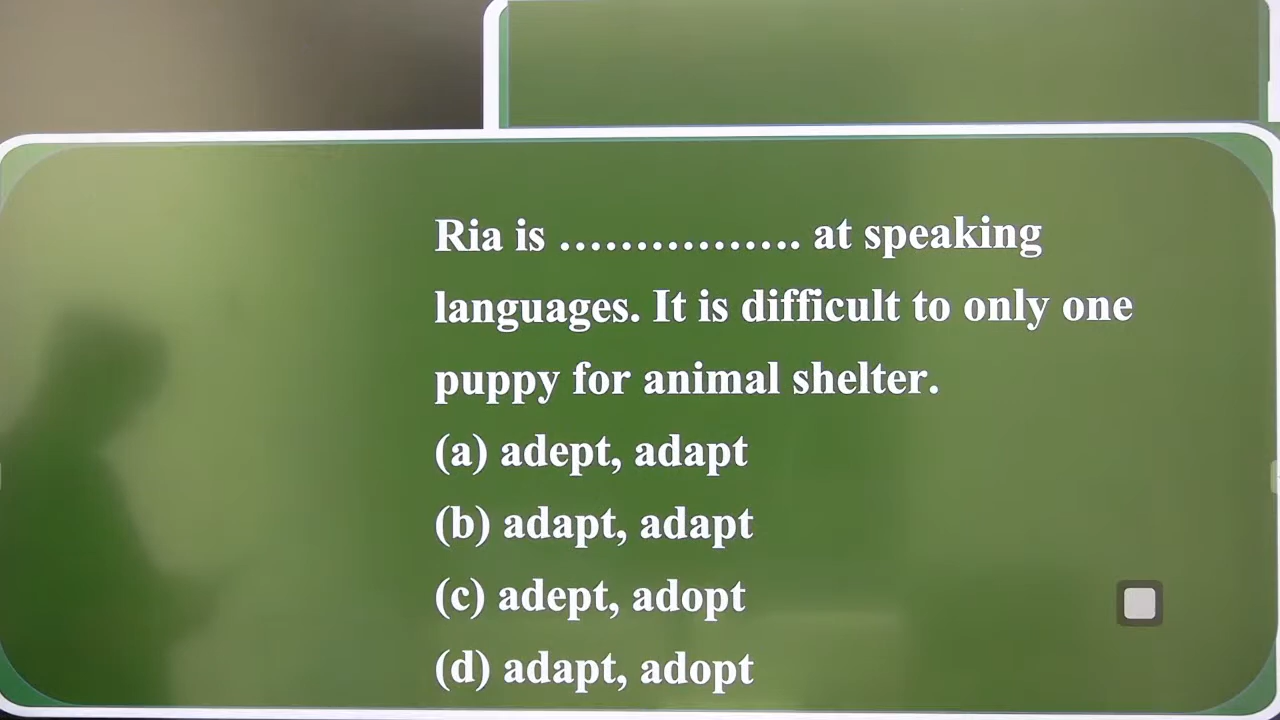 Ria is ................ at speaking
languages. It is difficult to only one
puppy for animal shelter.
(a) adept, adapt
(b) adapt, adapt
(c) adept, adopt
(d) adapt, adopt